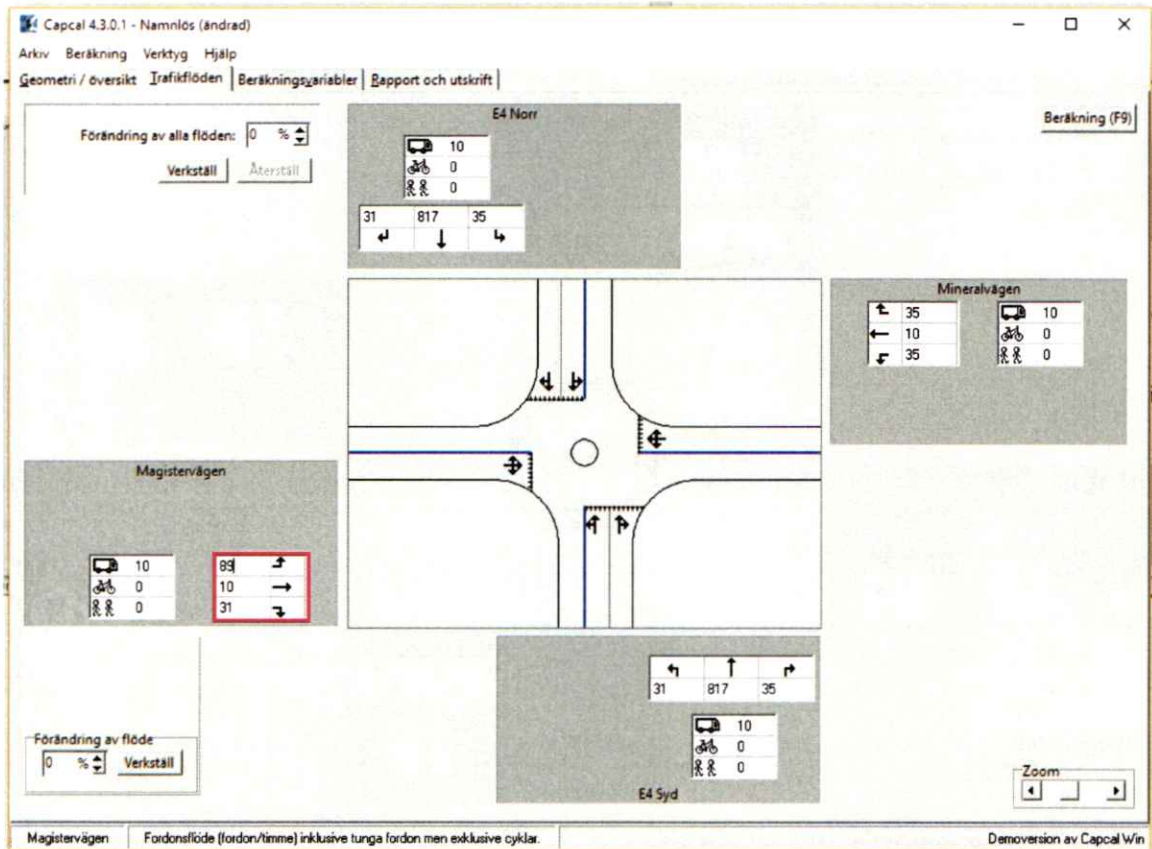 Capcal 4.3.0.1 - Namnlös (ändrad)
Arkiv Beräkning Verktyg Hjälp
Geometri / översikt Trafikflöden Beräkningsvariabler Rapport och utskrift
Förändring av alla flöden: 0 %
Verkställ Återställ
Beräkning (F9)
E4 Norr
10
0
0
31 817 35
Mineralvägen
35 10
10 0
35 0
Magistervägen
10 89
0 10
0 31
31 817 35
10
0
0
E4 Syd
Förändring av flöde
0 % Verkställ
Zoom
Magistervägen Fordonsflöde (fordon/timme) inklusive tunga fordon men exklusive cyklar. Demoversion av Capcal Win